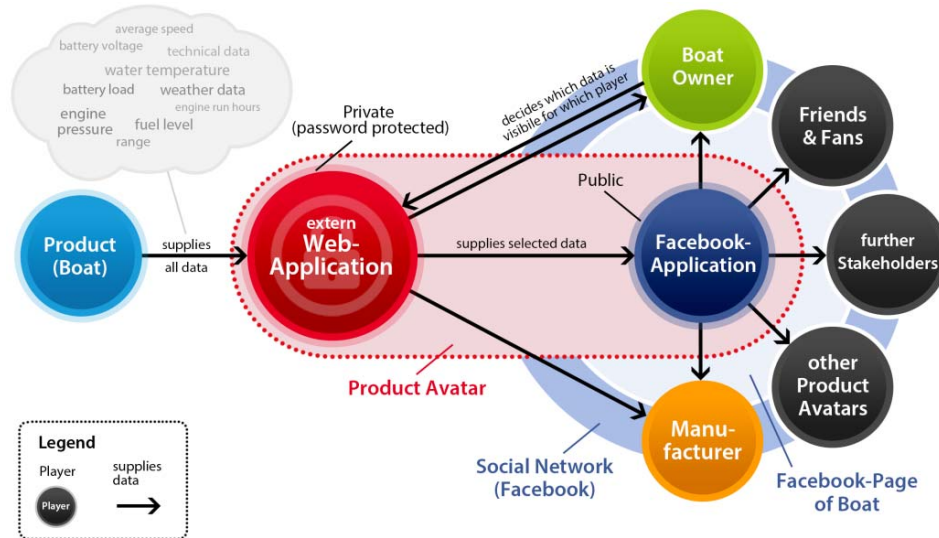 average speed
battery voltage
technical data
water temperature
battery load
weather data
engine run hours
engine
pressure
fuel level
range
Private
(password protected)
decides which data is
visibile for which player
Boat
Owner
Friends
& Fans
Public
Product
(Boat)
supplies
all data
extern
Web-
Application
supplies selected data
Facebook-
Application
further
Stakeholders
Product Avatar
other
Product
Avatars
Manu-
facturer
Social Network
(Facebook)
Facebook-Page
of Boat
Legend
Player
supplies
data
Player